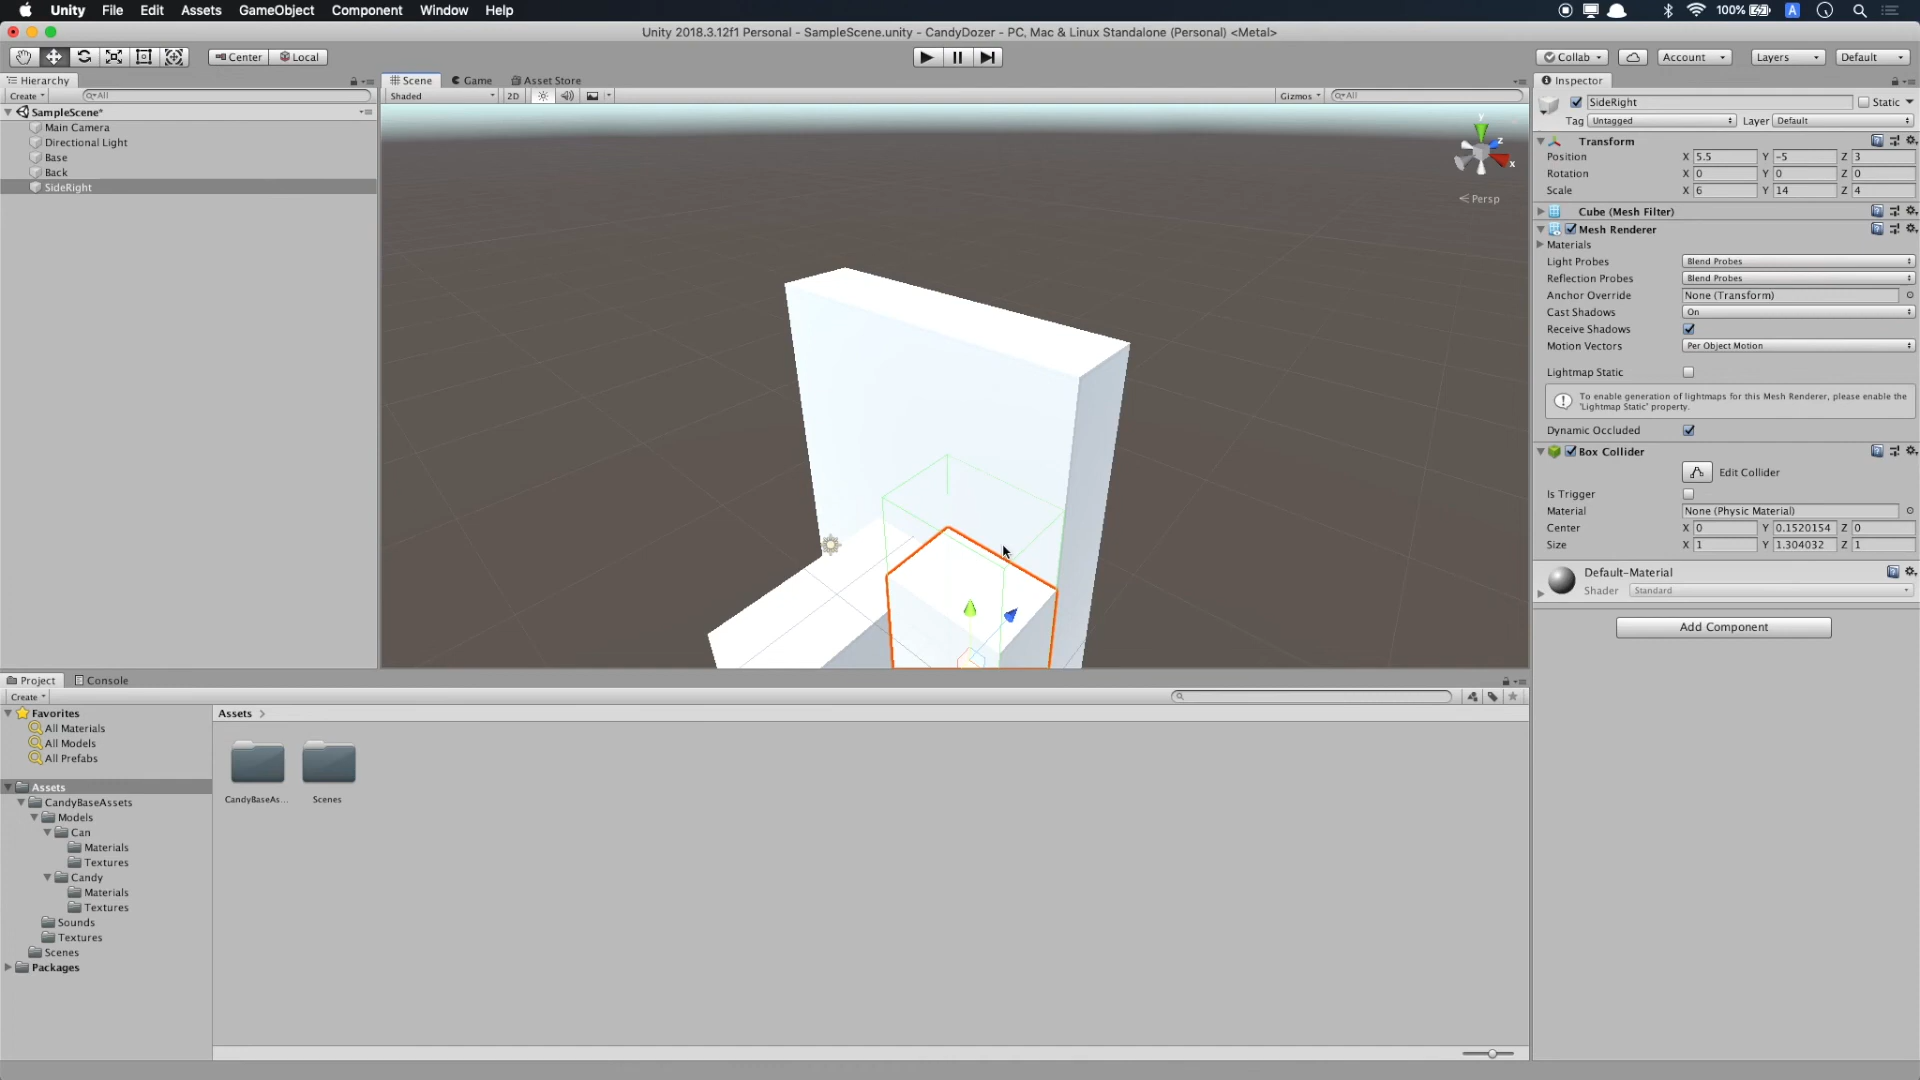 Unity File Edit Assets GameObject Component Window Help 100% A
Unity 2018.3.12f1 Personal - SampleScene.unity - CandyDozer - PC, Mac & Linux Standalone (Personal) <Metal>
Center Local Collab Account Layers Default
Hierarchy
Create All
SampleScene*
Main Camera
Directional Light
Base
Back
SideRight
Scene Game Asset Store
Shaded 2D Gizmos All
y
z
x
Persp
Inspector
SideRight Static
Tag Untagged Layer Default
Transform
Position X 5.5 Y -5 Z 3
Rotation X 0 Y 0 Z 0
Scale X 6 Y 14 Z 4
Cube (Mesh Filter)
Mesh Renderer
Materials
Light Probes Blend Probes
Reflection Probes Blend Probes
Anchor Override None (Transform)
Cast Shadows On
Receive Shadows
Motion Vectors Per Object Motion
Lightmap Static
To enable generation of lightmaps for this Mesh Renderer, please enable the
'Lightmap Static' property.
Dynamic Occluded
Box Collider
Edit Collider
Is Trigger
Material None (Physic Material)
Center X 0 Y 0.1520154 Z 0
Size X 1 Y 1.304032 Z 1
Default-Material
Shader Standard
Add Component
Project Console
Create
Favorites
All Materials
All Models
All Prefabs
Assets
CandyBaseAssets
Models
Can
Materials
Textures
Candy
Materials
Textures
Sounds
Textures
Scenes
Packages
Assets
CandyBaseAs... Scenes